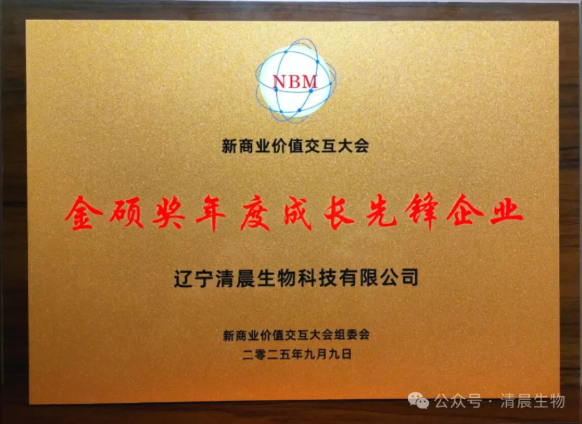 NBM
新商业价值交互大会
金硕奖年度成长先锋企业
辽宁清晨生物科技有限公司
新商业价值交互大会组委会
二零二五年九月九日
公众号·清晨生物